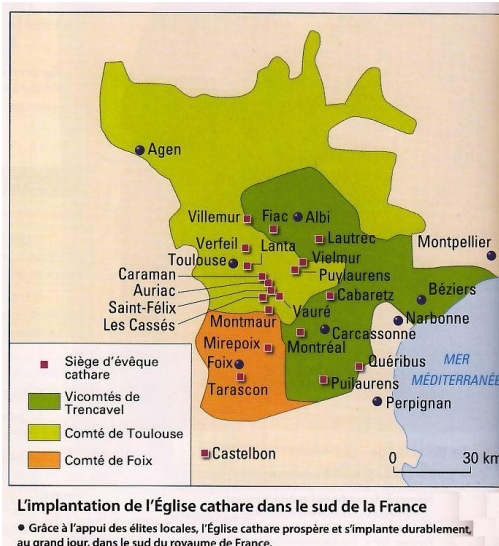 Agen
Villemur
Fiac
Albi
Verfeil
Lanta
Lautrec
Montpellier
Toulouse
Vielmur
Caraman
Puylaurens
Auriac
Cabaretz
Béziers
Saint-Félix
Vauré
Les Cassés
Narbonne
Montmaur
Carcassonne
Mirepoix
Montréal
Foix
Quéribus
MER
MÉDITERRANÉE
Tarascon
Puilaurens
Perpignan
Siège d'évêque
cathare
Vicomtés de
Trencavel
Comté de Toulouse
Comté de Foix
Castelbon
0 30 km
L'implantation de l'Église cathare dans le sud de la France
• Grâce à l'appui des élites locales, l'Église cathare prospère et s'implante durablement,
au grand jour, dans le sud du royaume de France.